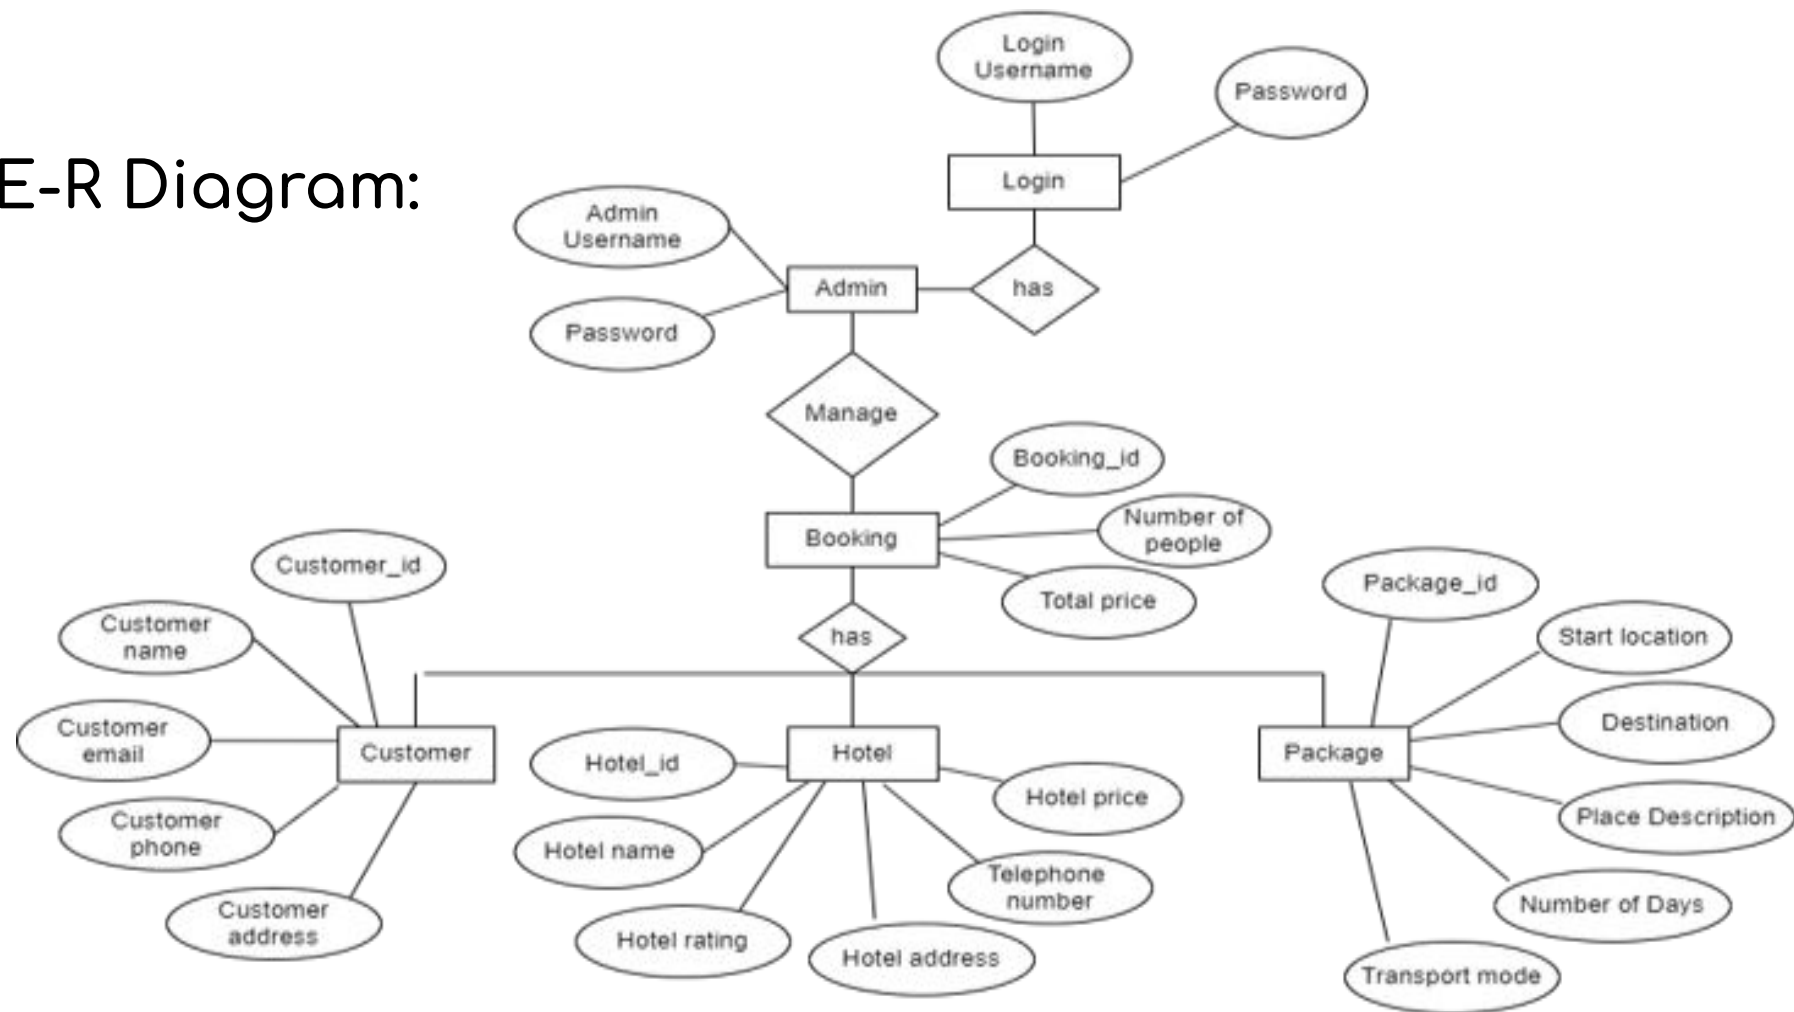 E-R Diagram:
Login
Username
Password
Login
Admin
Username
Admin
has
Password
Manage
Booking_id
Number of
people
Booking
Total price
has
Customer_id
Customer
name
Customer
email
Customer
Customer
phone
Customer
address
Hotel_id
Hotel
Hotel price
Hotel name
Telephone
number
Hotel rating
Hotel address
Package_id
Start location
Destination
Package
Place Description
Number of Days
Transport mode